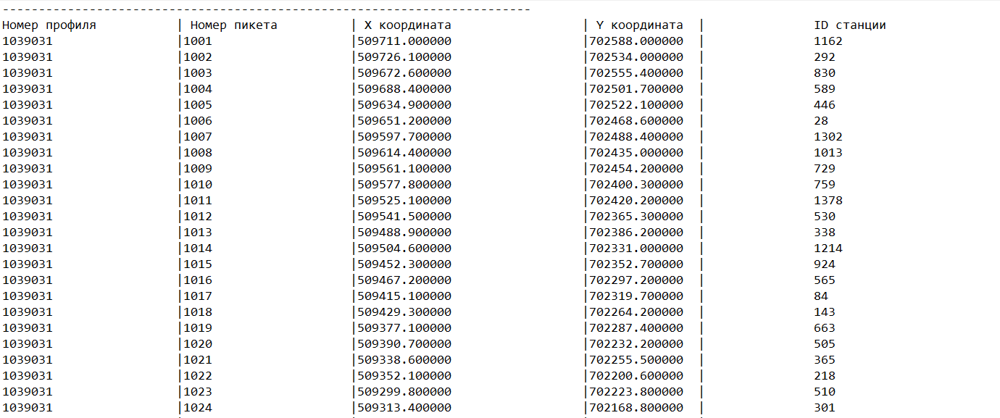 -------------------------------------------------------------------------
Номер профиля | Номер пикета | X координата | Y координата | ID станции
1039031 |1001 |509711.000000 |702588.000000 | 1162
1039031 |1002 |509726.100000 |702534.000000 | 292
1039031 |1003 |509672.600000 |702555.400000 | 830
1039031 |1004 |509688.400000 |702501.700000 | 589
1039031 |1005 |509634.900000 |702522.100000 | 446
1039031 |1006 |509651.200000 |702468.600000 | 28
1039031 |1007 |509597.700000 |702488.400000 | 1302
1039031 |1008 |509614.400000 |702435.000000 | 1013
1039031 |1009 |509561.100000 |702454.200000 | 729
1039031 |1010 |509577.800000 |702400.300000 | 759
1039031 |1011 |509525.100000 |702420.200000 | 1378
1039031 |1012 |509541.500000 |702365.300000 | 530
1039031 |1013 |509488.900000 |702386.200000 | 338
1039031 |1014 |509504.600000 |702331.000000 | 1214
1039031 |1015 |509452.300000 |702352.700000 | 924
1039031 |1016 |509467.200000 |702297.200000 | 565
1039031 |1017 |509415.100000 |702319.700000 | 84
1039031 |1018 |509429.300000 |702264.200000 | 143
1039031 |1019 |509377.100000 |702287.400000 | 663
1039031 |1020 |509390.700000 |702232.200000 | 505
1039031 |1021 |509338.600000 |702255.500000 | 365
1039031 |1022 |509352.100000 |702200.600000 | 218
1039031 |1023 |509299.800000 |702223.800000 | 510
1039031 |1024 |509313.400000 |702168.800000 | 301